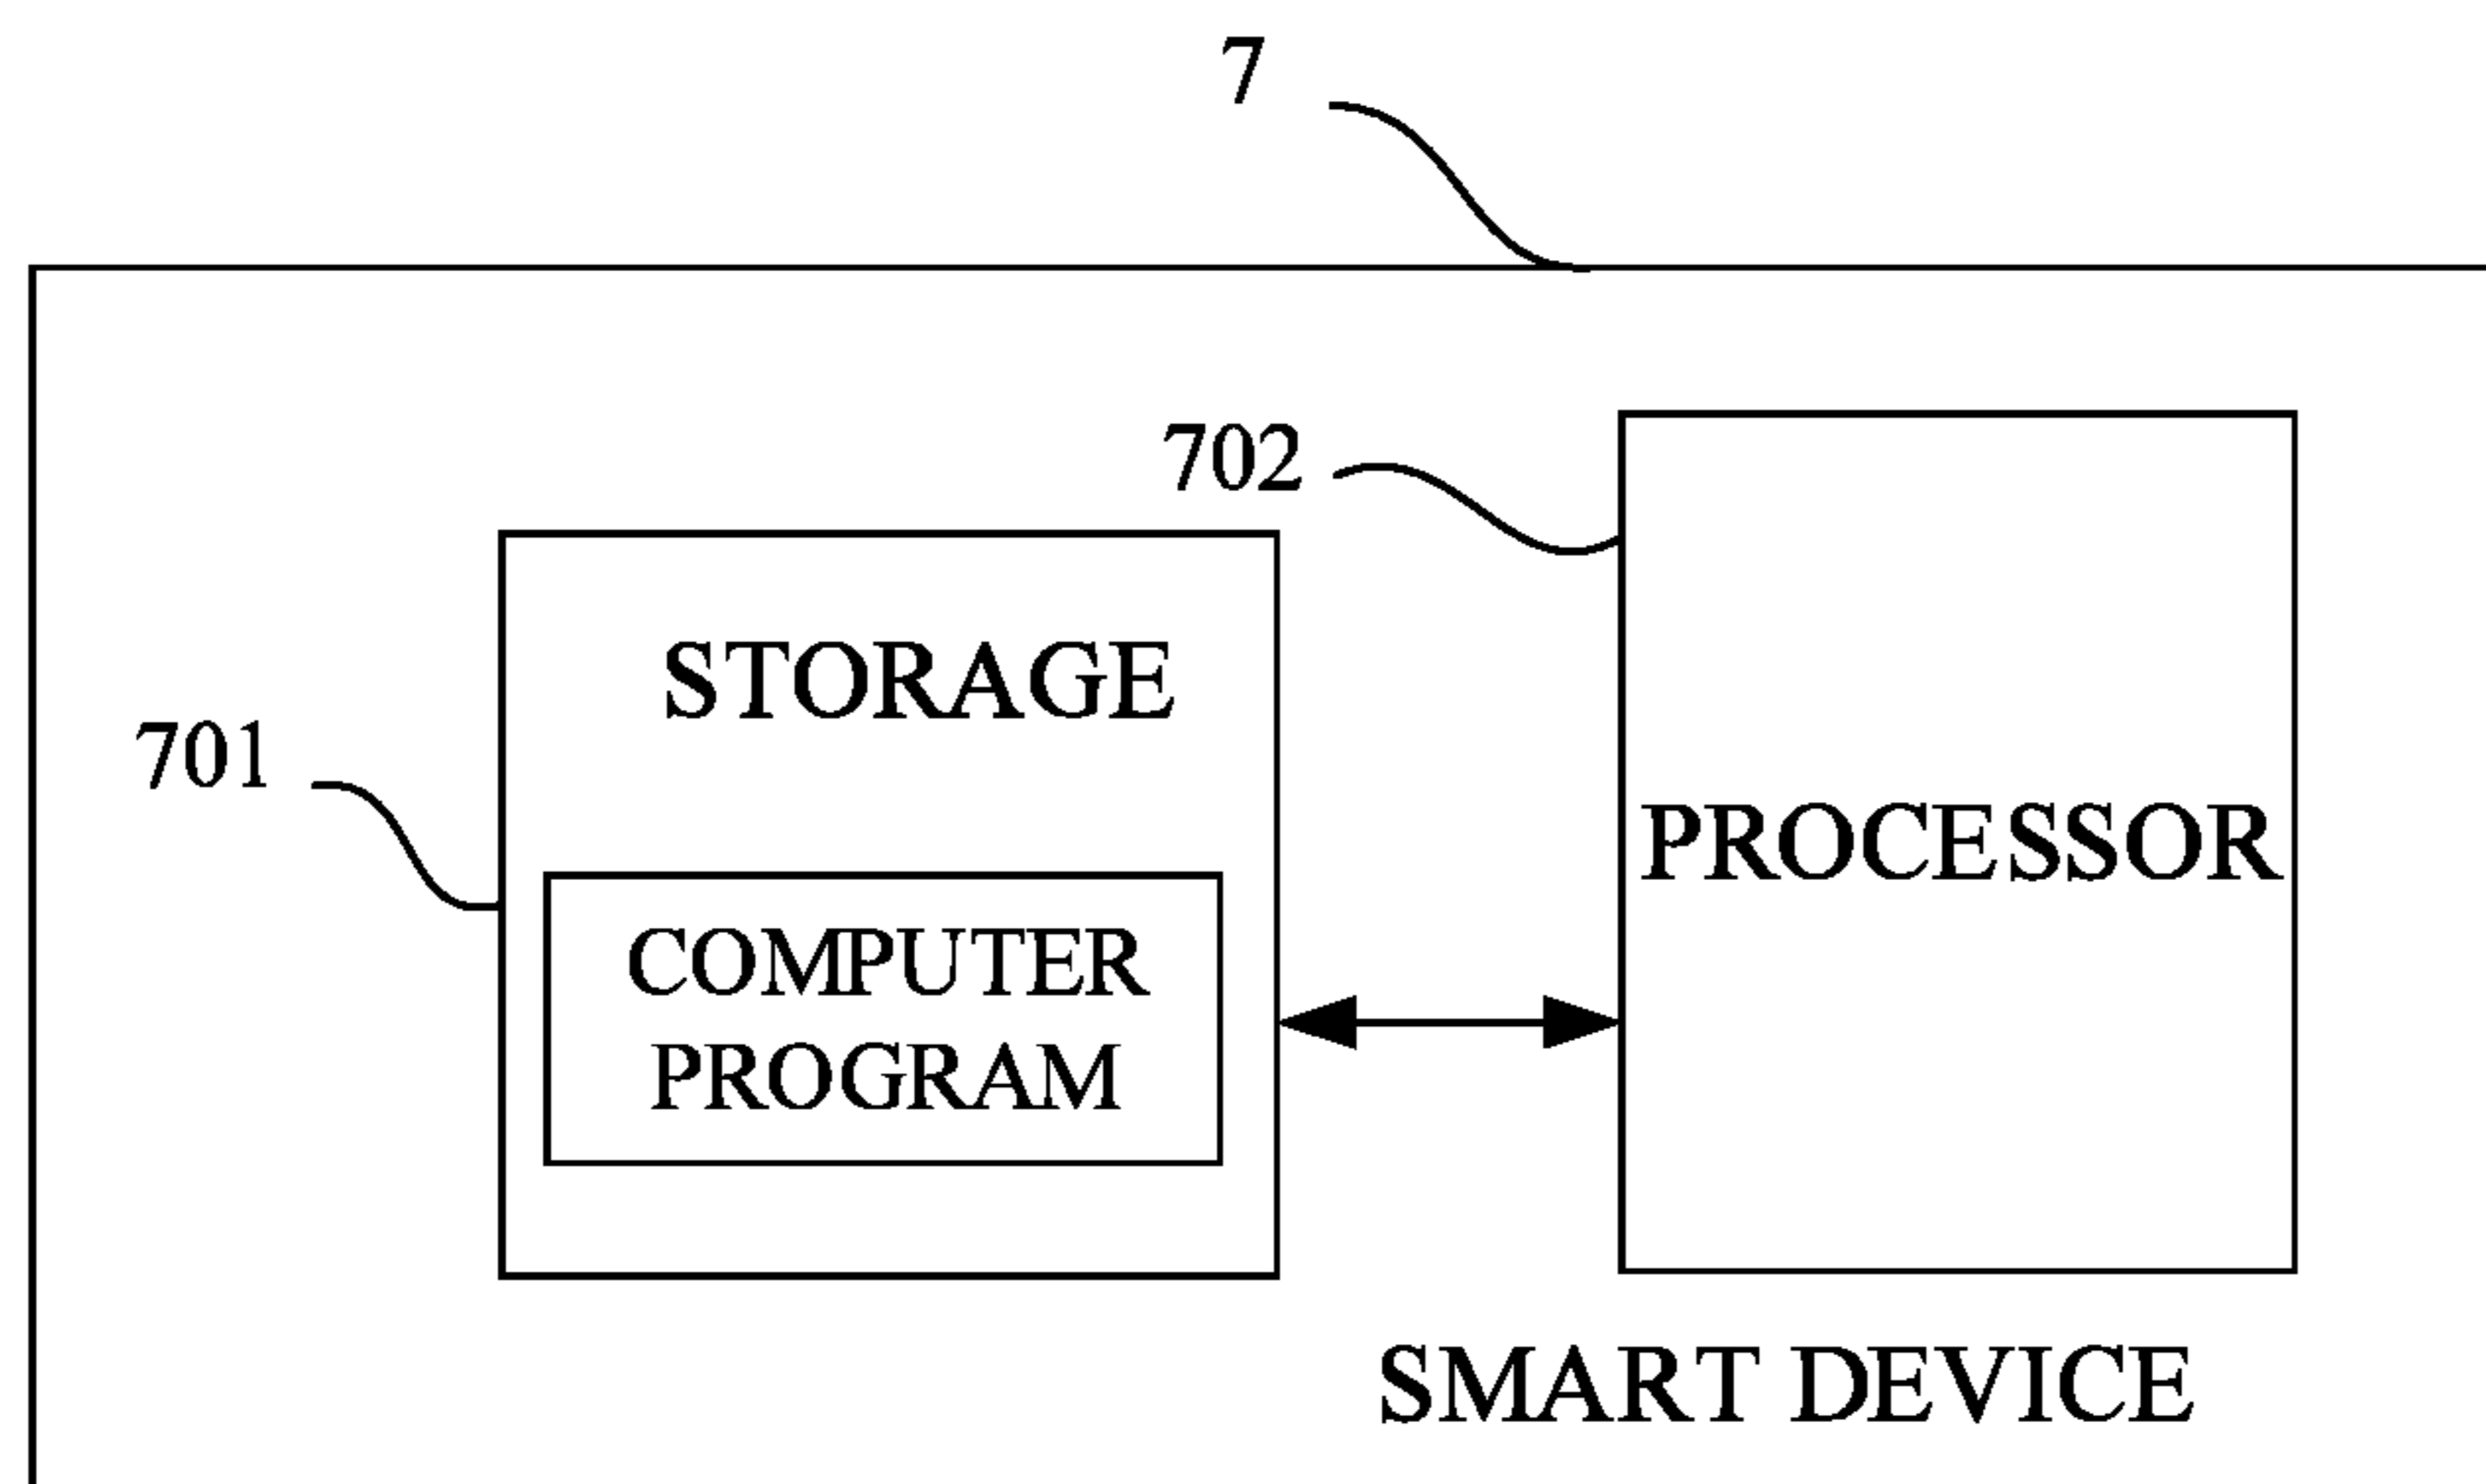 7
702
STORAGE
701
PROCESSOR
COMPUTER
PROGRAM
SMART DEVICE